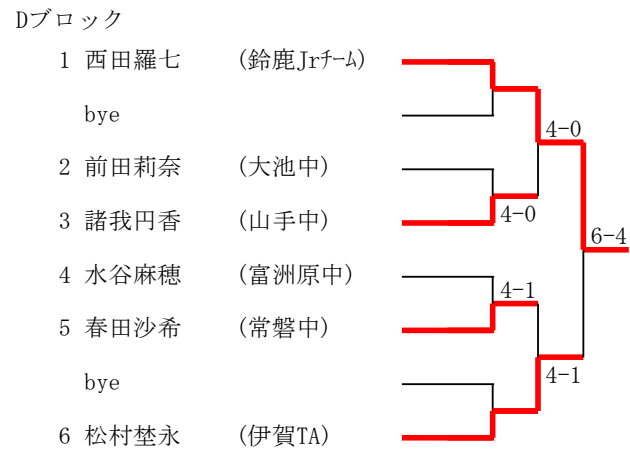 Dブロック
1 西田羅七 (鈴鹿Jrチーム)
bye
4-0
2 前田莉奈 (大池中)
3 諸我円香 (山手中) 4-0
6-4
4 水谷麻穂 (富洲原中) 4-1
5 春田沙希 (常磐中)
bye 4-1
6 松村埜永 (伊賀TA)